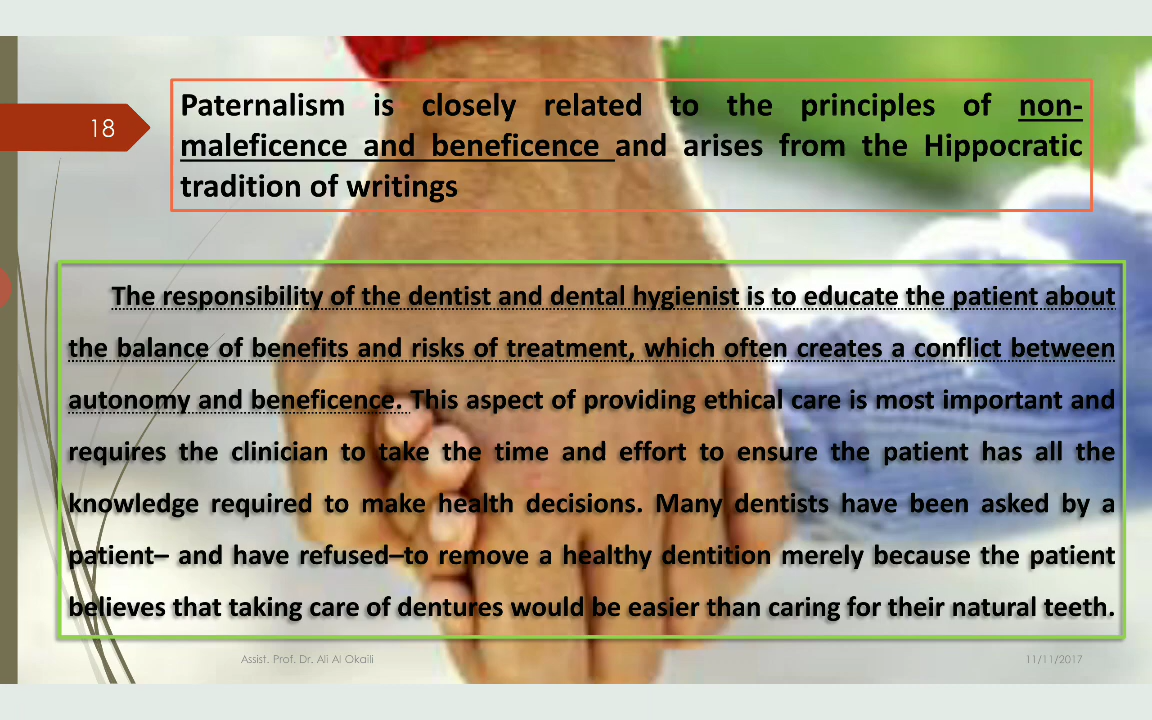 18
Paternalism is closely related to the principles of non-
maleficence and beneficence and arises from the Hippocratic
tradition of writings
The responsibility of the dentist and dental hygienist is to educate the patient about
the balance of benefits and risks of treatment, which often creates a conflict between
autonomy and beneficence. This aspect of providing ethical care is most important and
requires the clinician to take the time and effort to ensure the patient has all the
knowledge required to make health decisions. Many dentists have been asked by a
patient– and have refused–to remove a healthy dentition merely because the patient
believes that taking care of dentures would be easier than caring for their natural teeth.
Assist. Prof. Dr. Ali Al Okaili 11/11/2017